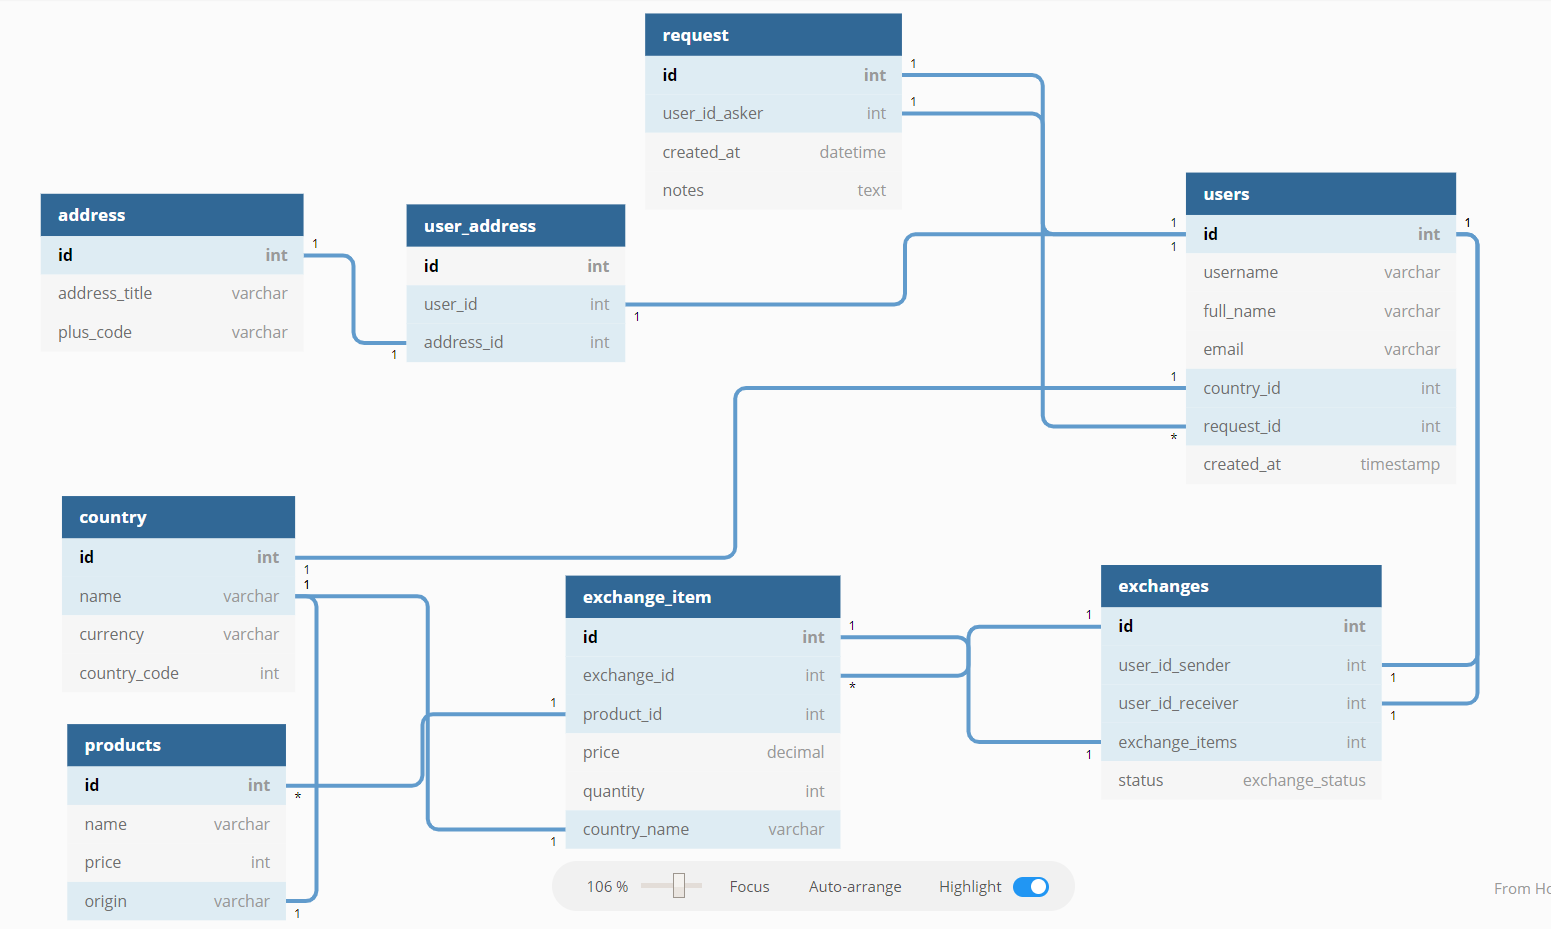 request
id int 1
user_id_asker int 1
created_at datetime
notes text
address
id int 1
address_title varchar
plus_code varchar
user_address
id int
user_id int 1
1 address_id int
users
1 1 id int 1
username varchar
full_name varchar
email varchar
1 country_id int
* request_id int
created_at timestamp
country
id int 1
name varchar 1
currency varchar
country_code int
products
id int *
name varchar
price int
origin varchar 1
exchange_item
id int 1
exchange_id int *
1 product_id int
price decimal
quantity int
1 country_name varchar
exchanges
1 id int
user_id_sender int 1
user_id_receiver int 1
1 exchange_items int
status exchange_status
106 % Focus Auto-arrange Highlight
From Ho